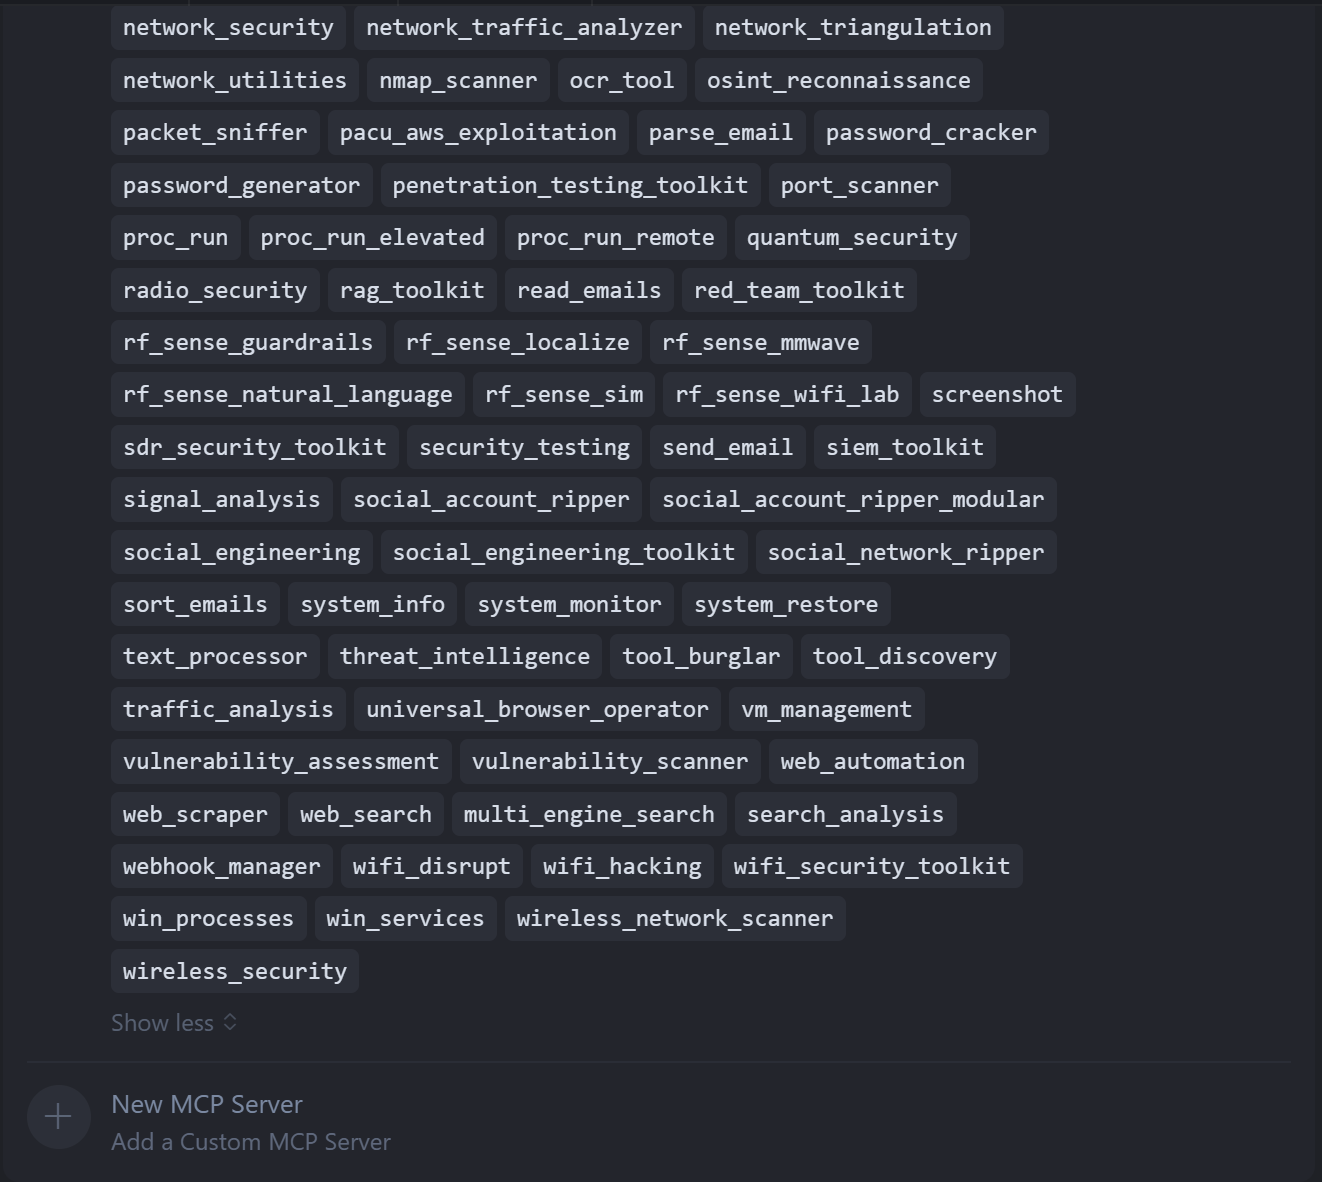 network_security network_traffic_analyzer network_triangulation
network_utilities nmap_scanner ocr_tool osint_reconnaissance
packet_sniffer pacu_aws_exploitation parse_email password_cracker
password_generator penetration_testing_toolkit port_scanner
proc_run proc_run_elevated proc_run_remote quantum_security
radio_security rag_toolkit read_emails red_team_toolkit
rf_sense_guardrails rf_sense_localize rf_sense_mmwave
rf_sense_natural_language rf_sense_sim rf_sense_wifi_lab screenshot
sdr_security_toolkit security_testing send_email siem_toolkit
signal_analysis social_account_ripper social_account_ripper_modular
social_engineering social_engineering_toolkit social_network_ripper
sort_emails system_info system_monitor system_restore
text_processor threat_intelligence tool_burglar tool_discovery
traffic_analysis universal_browser_operator vm_management
vulnerability_assessment vulnerability_scanner web_automation
web_scraper web_search multi_engine_search search_analysis
webhook_manager wifi_disrupt wifi_hacking wifi_security_toolkit
win_processes win_services wireless_network_scanner
wireless_security
Show less
New MCP Server
Add a Custom MCP Server